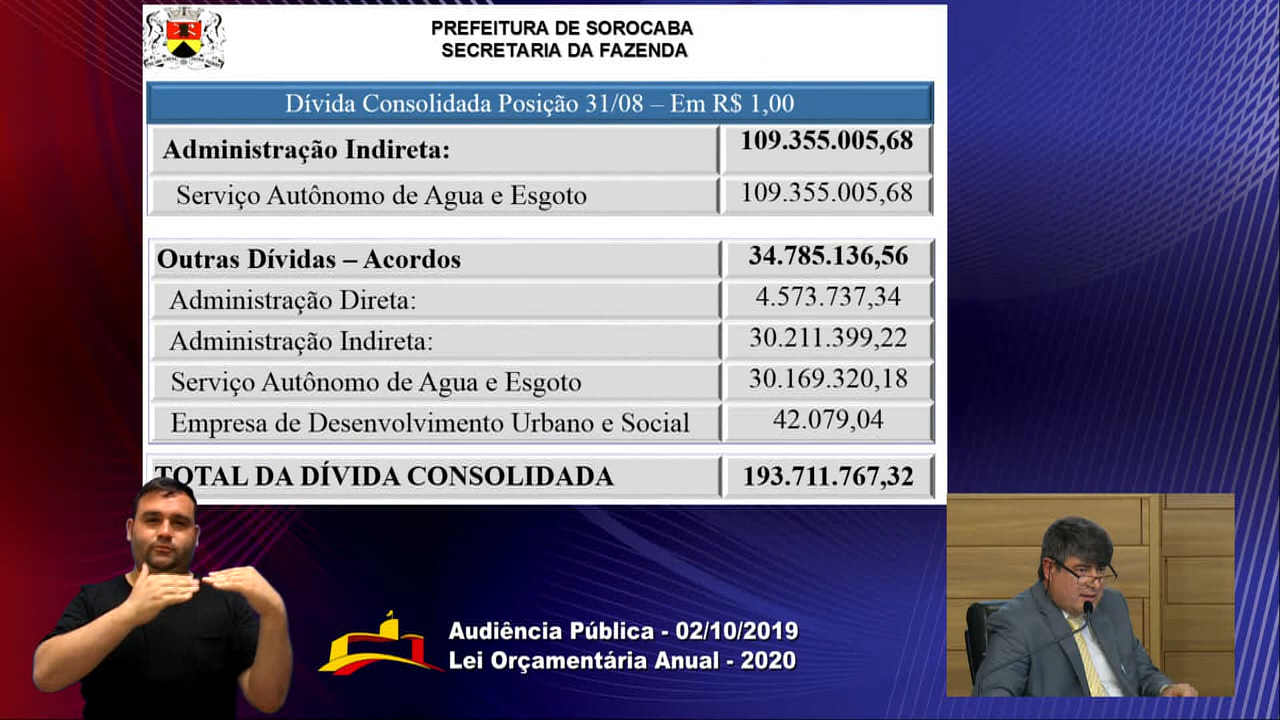 PREFEITURA DE SOROCABA
SECRETARIA DA FAZENDA
Dívida Consolidada Posição 31/08 – Em R$ 1,00
Administração Indireta: 109.355.005,68
Serviço Autônomo de Agua e Esgoto 109.355.005,68
Outras Dívidas – Acordos 34.785.136,56
Administração Direta: 4.573.737,34
Administração Indireta: 30.211.399,22
Serviço Autônomo de Agua e Esgoto 30.169.320,18
Empresa de Desenvolvimento Urbano e Social 42.079,04
TOTAL DA DÍVIDA CONSOLIDADA 193.711.767,32
Audiência Pública - 02/10/2019
Lei Orçamentária Anual - 2020